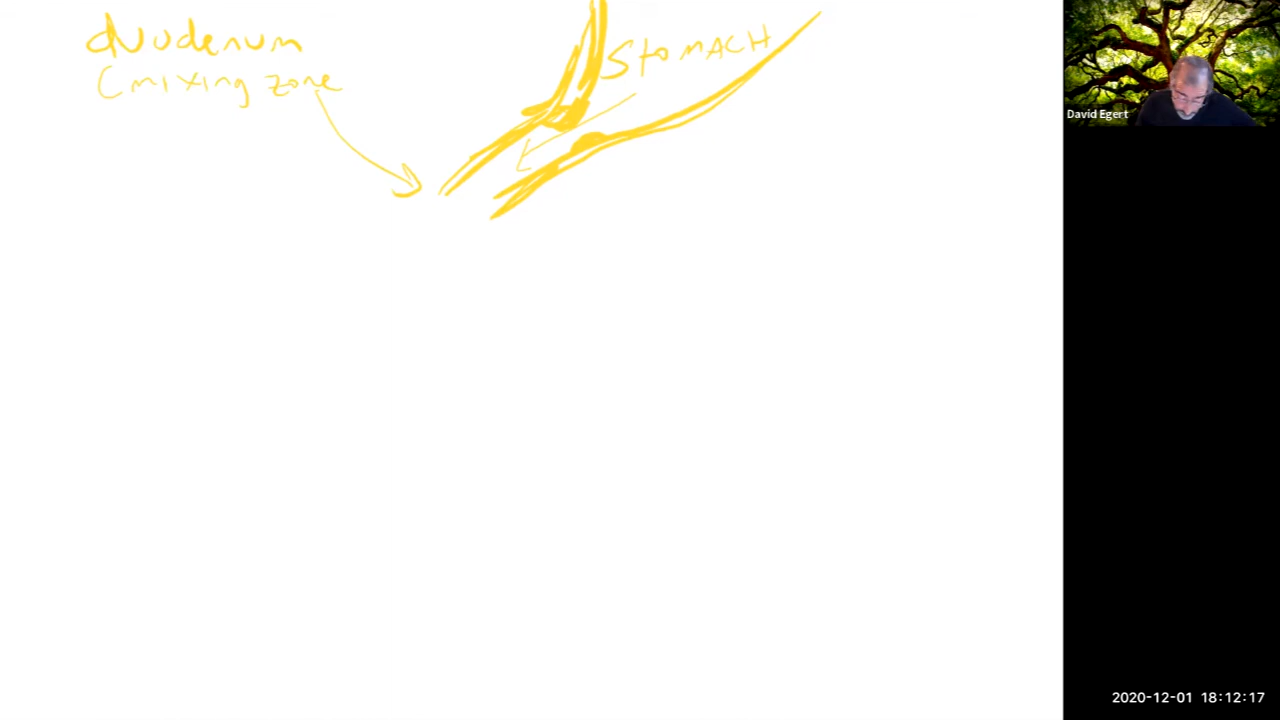 duodenum
(mixing zone
STOMACH
David Egert
2020-12-01 18:12:17